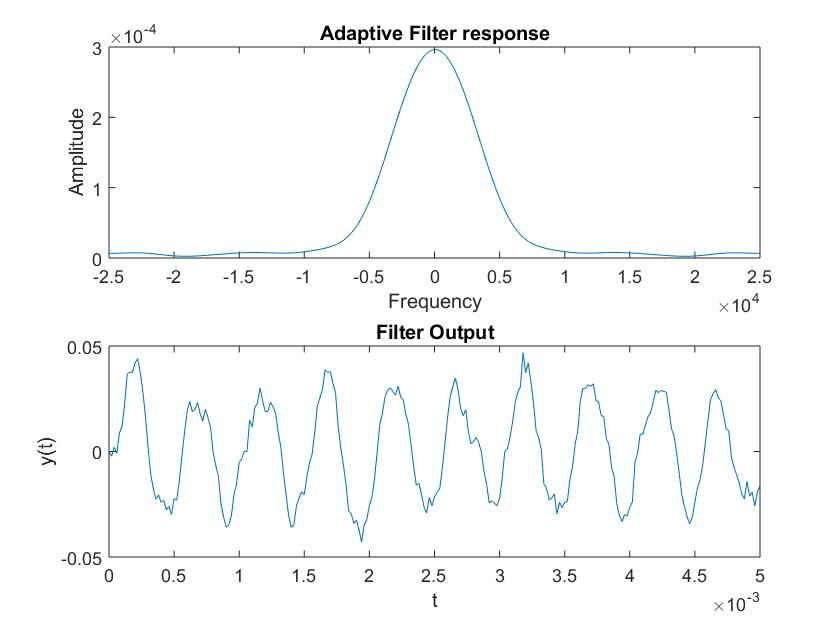 Adaptive Filter response
×10-4
3
2
1
0
Amplitude
-2.5 -2 -1.5 -1 -0.5 0 0.5 1 1.5 2 2.5
Frequency
×104
Filter Output
0.05
0
-0.05
y(t)
0 0.5 1 1.5 2 2.5 3 3.5 4 4.5 5
t
×10-3